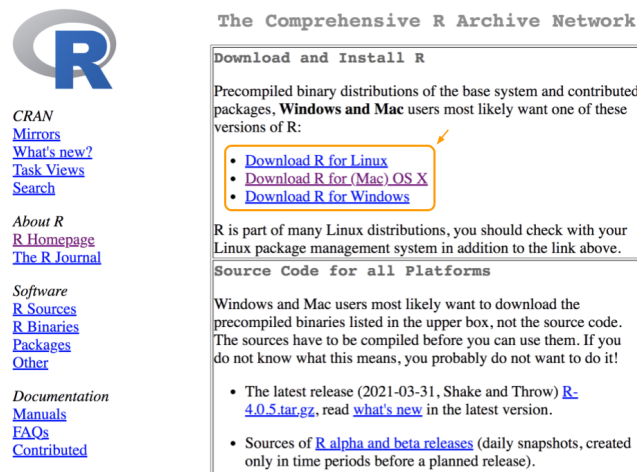 The Comprehensive R Archive Network
R
CRAN
Mirrors
What's new?
Task Views
Search
About R
R Homepage
The R Journal
Software
R Sources
R Binaries
Packages
Other
Documentation
Manuals
FAQs
Contributed
Download and Install R
Precompiled binary distributions of the base system and contributed
packages, Windows and Mac users most likely want one of these
versions of R:
• Download R for Linux
• Download R for (Mac) OS X
• Download R for Windows
R is part of many Linux distributions, you should check with your
Linux package management system in addition to the link above.
Source Code for all Platforms
Windows and Mac users most likely want to download the
precompiled binaries listed in the upper box, not the source code.
The sources have to be compiled before you can use them. If you
do not know what this means, you probably do not want to do it!
• The latest release (2021-03-31, Shake and Throw) R-
4.0.5.tar.gz, read what's new in the latest version.
• Sources of R alpha and beta releases (daily snapshots, created
only in time periods before a planned release).